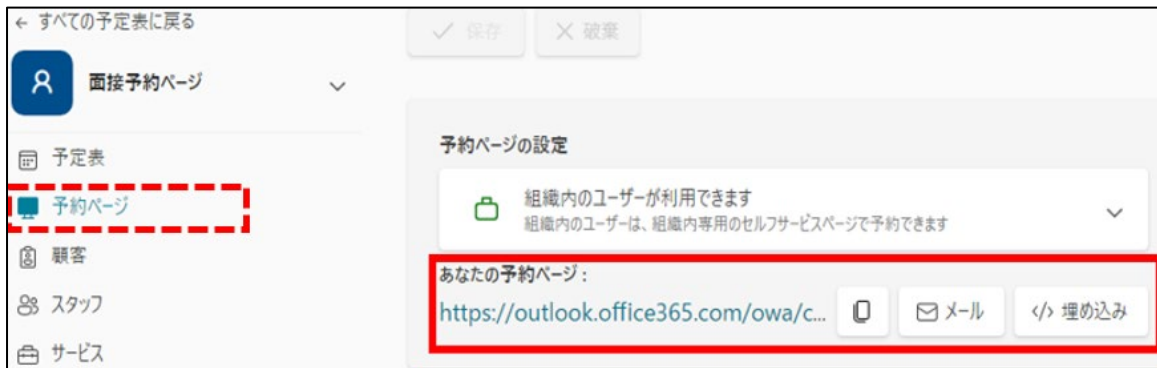 ← すべての予定表に戻る
保存
破棄
面接予約ページ
予定表
予約ページ
顧客
スタッフ
サービス
予約ページの設定
組織内のユーザーが利用できます
組織内のユーザーは、組織内専用のセルフサービスページで予約できます
あなたの予約ページ：
https://outlook.office365.com/owa/c...
メール
</> 埋め込み